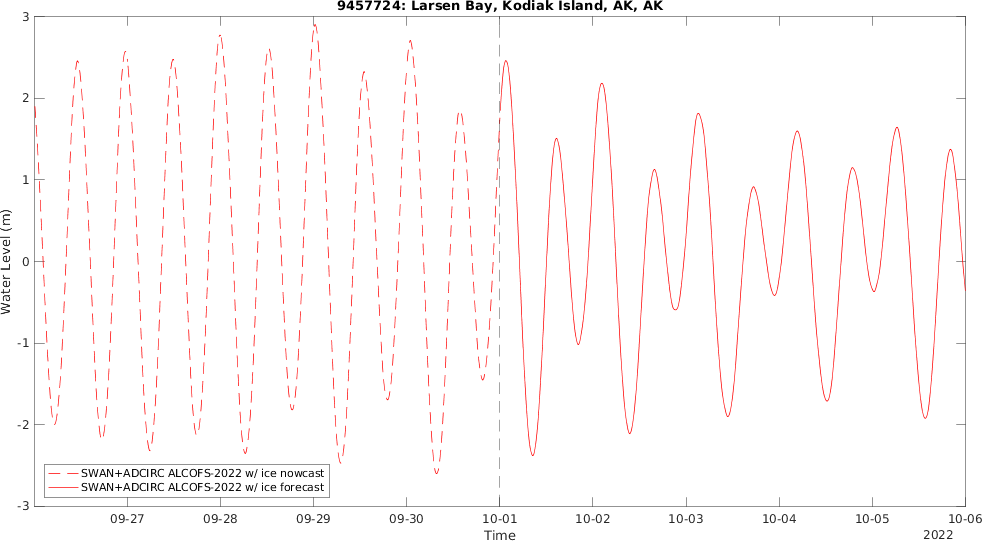 9457724: Larsen Bay, Kodiak Island, AK, AK
Water Level (m)
3
2
1
0
-1
-2
-3
SWAN+ADCIRC ALCOFS-2022 w/ ice nowcast
SWAN+ADCIRC ALCOFS-2022 w/ ice forecast
09-27 09-28 09-29 09-30 10-01 10-02 10-03 10-04 10-05 10-06
Time
2022